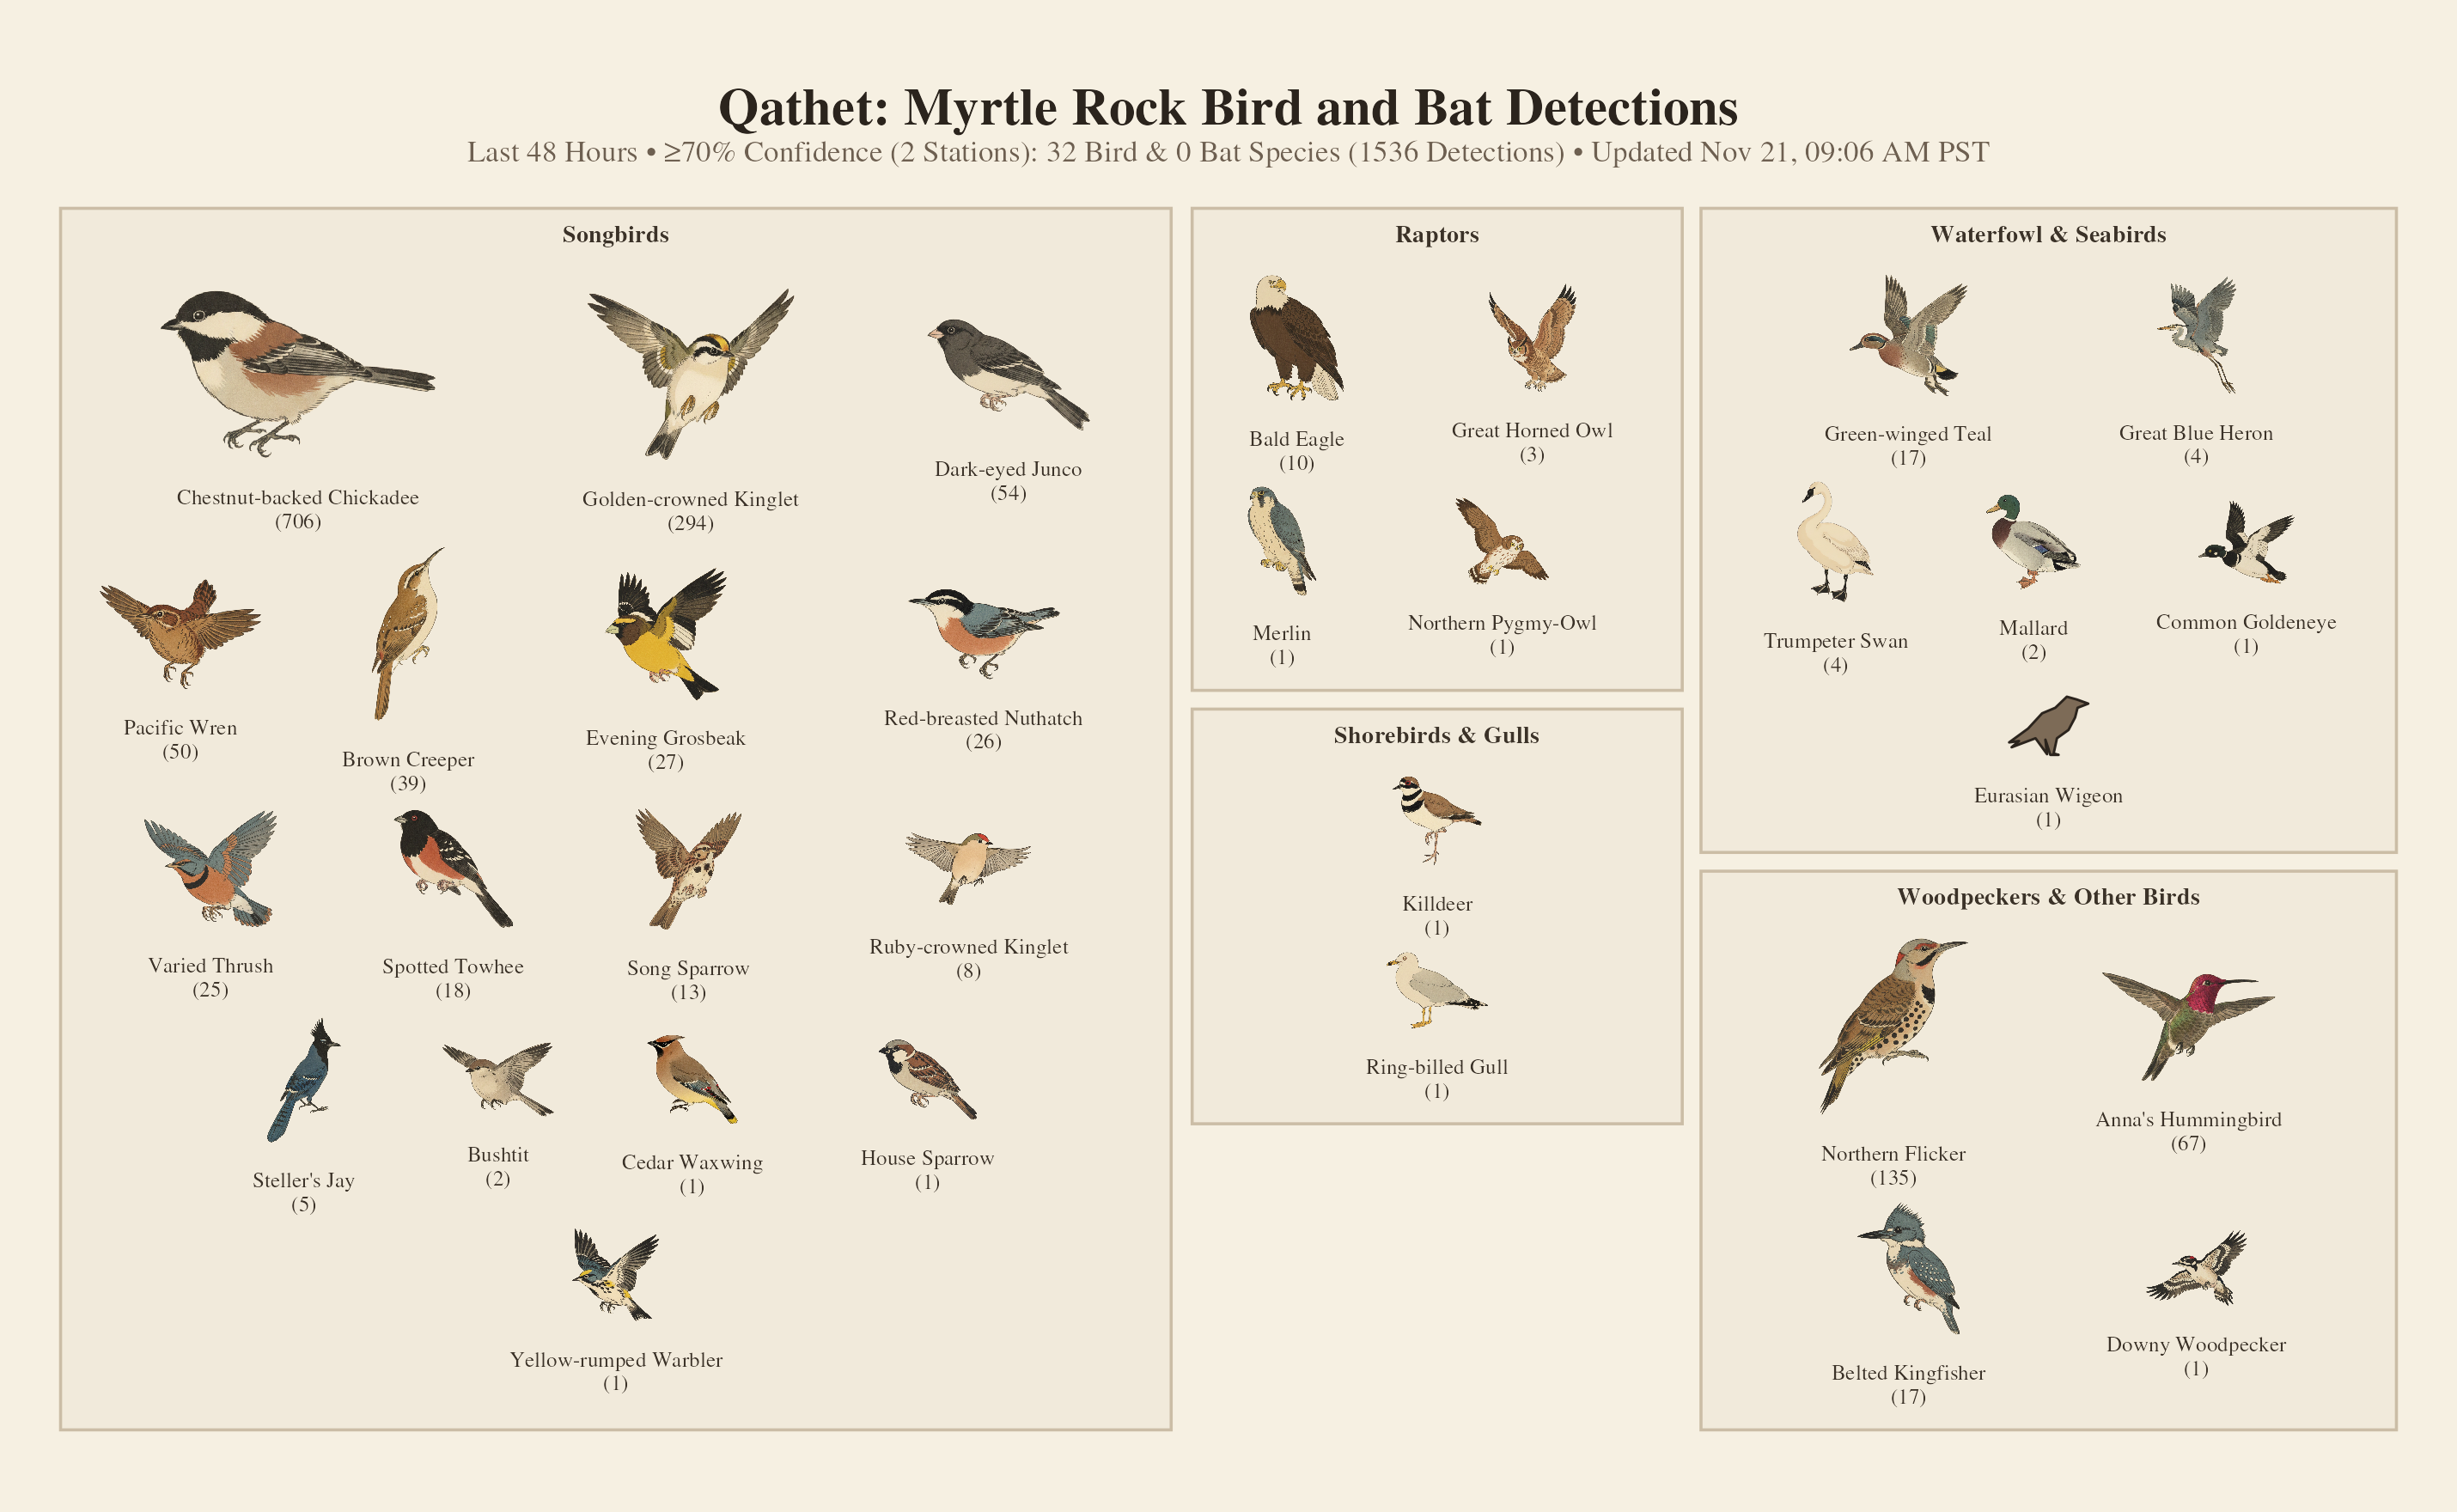 Qathet: Myrtle Rock Bird and Bat Detections
Last 48 Hours • ≥70% Confidence (2 Stations): 32 Bird & 0 Bat Species (1536 Detections) • Updated Nov 21, 09:06 AM PST
Songbirds
Chestnut-backed Chickadee
(706)
Golden-crowned Kinglet
(294)
Dark-eyed Junco
(54)
Pacific Wren
(50)
Brown Creeper
(39)
Evening Grosbeak
(27)
Red-breasted Nuthatch
(26)
Varied Thrush
(25)
Spotted Towhee
(18)
Song Sparrow
(13)
Ruby-crowned Kinglet
(8)
Steller's Jay
(5)
Bushtit
(2)
Cedar Waxwing
(1)
House Sparrow
(1)
Yellow-rumped Warbler
(1)
Raptors
Bald Eagle
(10)
Great Horned Owl
(3)
Merlin
(1)
Northern Pygmy-Owl
(1)
Shorebirds & Gulls
Killdeer
(1)
Ring-billed Gull
(1)
Waterfowl & Seabirds
Green-winged Teal
(17)
Great Blue Heron
(4)
Trumpeter Swan
(4)
Mallard
(2)
Common Goldeneye
(1)
Eurasian Wigeon
(1)
Woodpeckers & Other Birds
Northern Flicker
(135)
Anna's Hummingbird
(67)
Belted Kingfisher
(17)
Downy Woodpecker
(1)